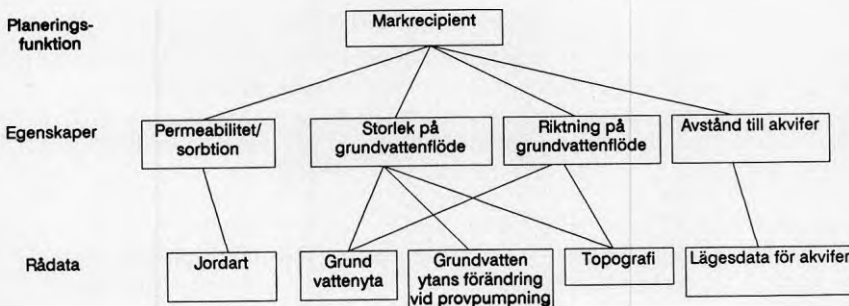 Planerings-
funktion
Markrecipient
Egenskaper
Permeabilitet/
sorbtion
Storlek på
grundvattenflöde
Riktning på
grundvattenflöde
Avstånd till akvifer
Rådata
Jordart
Grund
vattenyta
Grundvatten
ytans förändring
vid provpumpning
Topografi
Lägesdata för akvifer